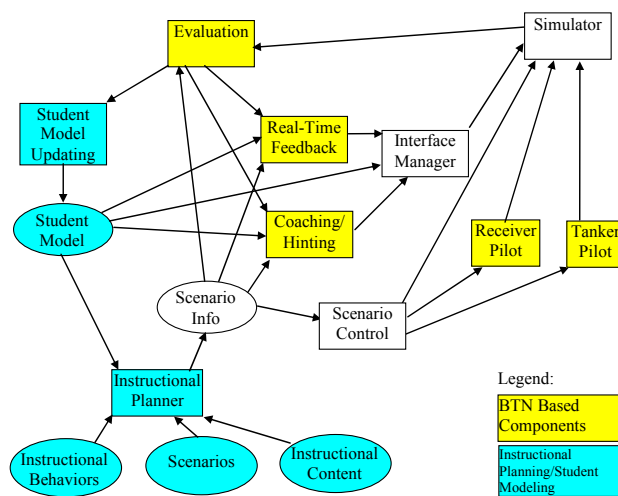 Evaluation
Simulator
Student
Model
Updating
Real-Time
Feedback
Interface
Manager
Student
Model
Coaching/
Hinting
Receiver
Pilot
Tanker
Pilot
Scenario
Info
Scenario
Control
Instructional
Planner
Instructional
Behaviors
Scenarios
Instructional
Content
Legend:
BTN Based
Components
Instructional
Planning/Student
Modeling